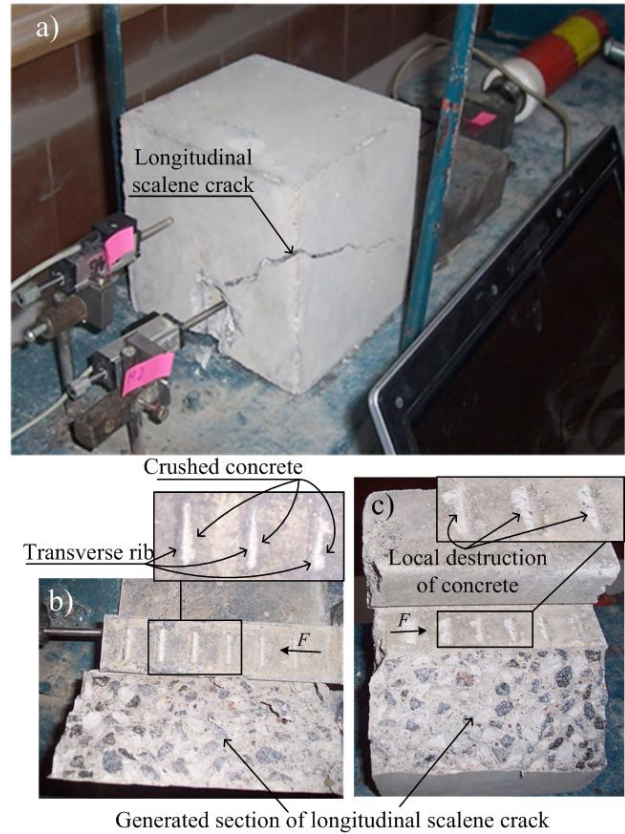 a)
Longitudinal
scalene crack
Crushed concrete
Transverse rib
b)
F
c)
Local destruction
of concrete
F
Generated section of longitudinal scalene crack